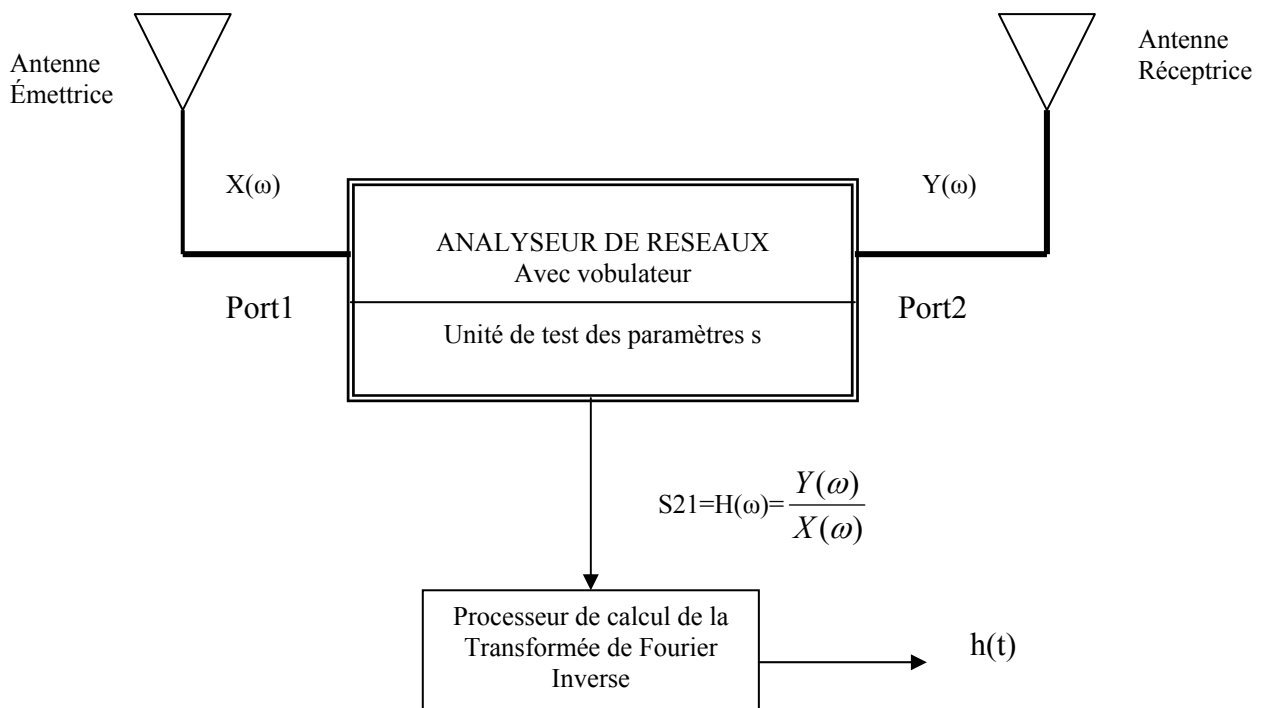 Antenne
Émettrice
Antenne
Réceptrice
X(ω)
Y(ω)
ANALYSEUR DE RESEAUX
Avec vobulateur
Port1
Port2
Unité de test des paramètres s
S21=H(ω)=Y(ω)/X(ω)
Processeur de calcul de la
Transformée de Fourier
Inverse
h(t)